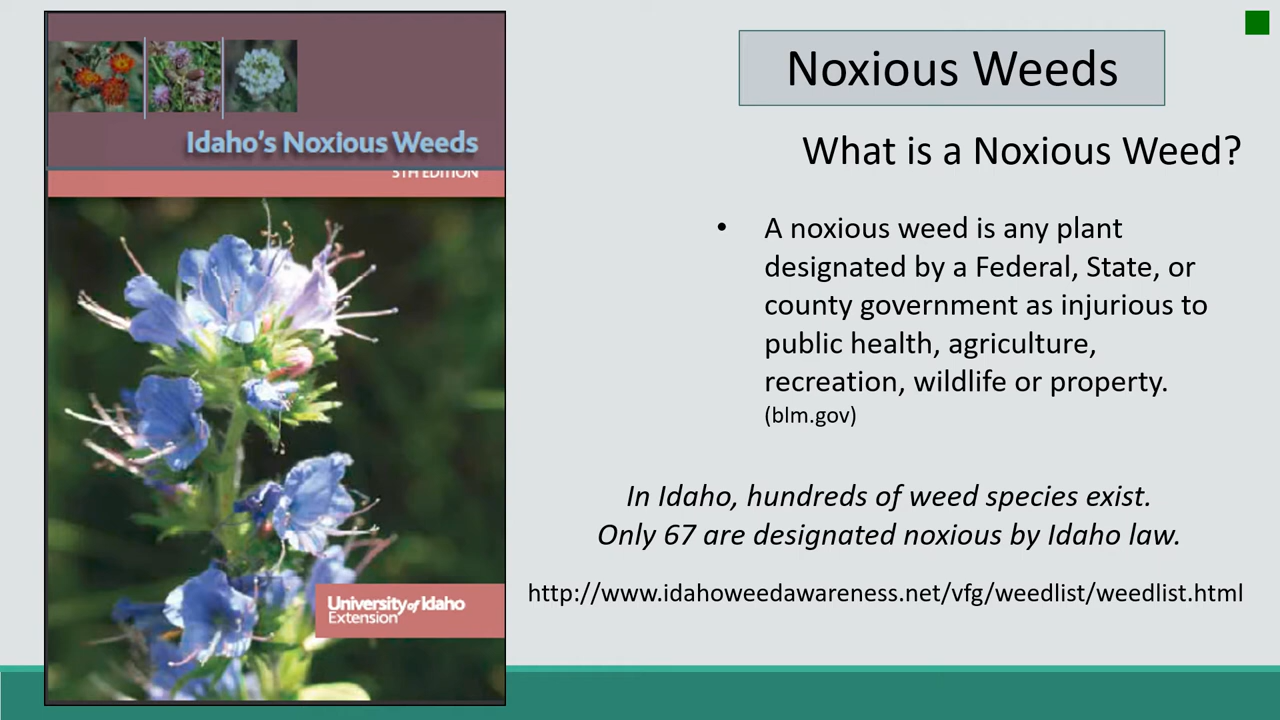 Idaho's Noxious Weeds
5TH EDITION
University of Idaho
Extension
Noxious Weeds
What is a Noxious Weed?
• A noxious weed is any plant
designated by a Federal, State, or
county government as injurious to
public health, agriculture,
recreation, wildlife or property.
(blm.gov)
In Idaho, hundreds of weed species exist.
Only 67 are designated noxious by Idaho law.
http://www.idahoweedawareness.net/vfg/weedlist/weedlist.html